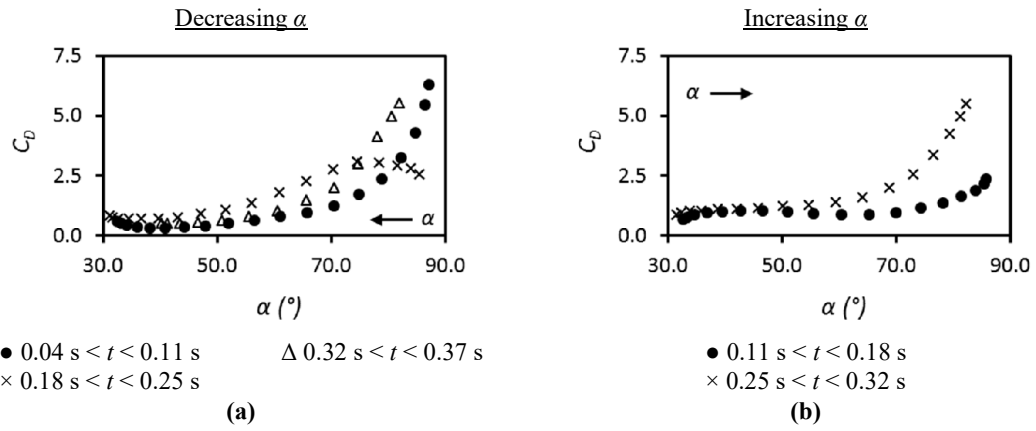 Decreasing α
Increasing α
7.5
5.0
2.5
0.0
C_D
α
30.0 50.0 70.0 90.0
α (°)
7.5
5.0
2.5
0.0
C_D
α
30.0 50.0 70.0 90.0
α (°)
● 0.04 s < t < 0.11 s Δ 0.32 s < t < 0.37 s
× 0.18 s < t < 0.25 s
(a)
● 0.11 s < t < 0.18 s
× 0.25 s < t < 0.32 s
(b)